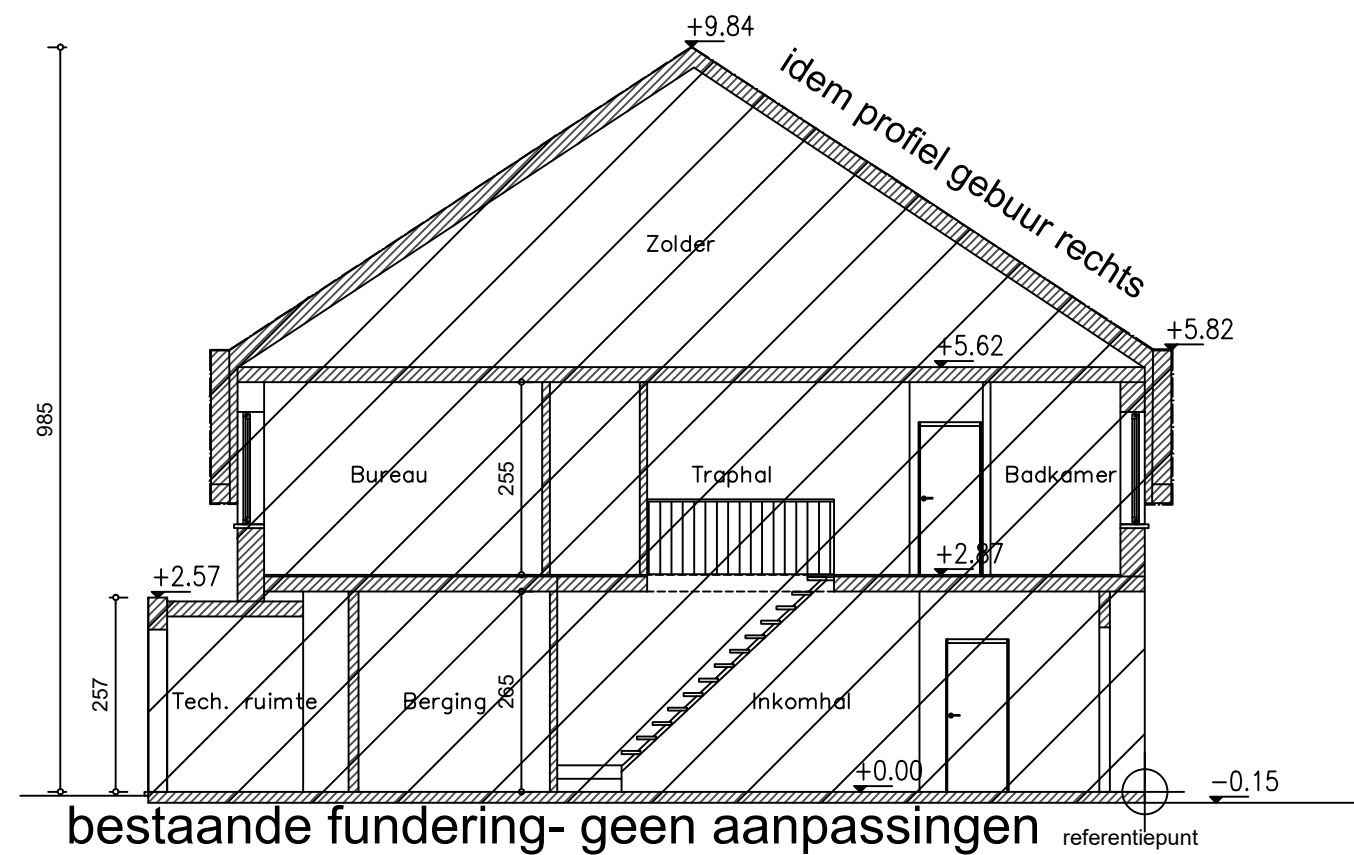 +9.84
idem profiel gebuur rechts
Zolder
+5.82
+5.62
985
Bureau
255
Traphal
Badkamer
+2.87
+2.57
257
Tech. ruimte
Berging
265
Inkomhal
+0.00
-0.15
bestaande fundering- geen aanpassingen
referentiepunt